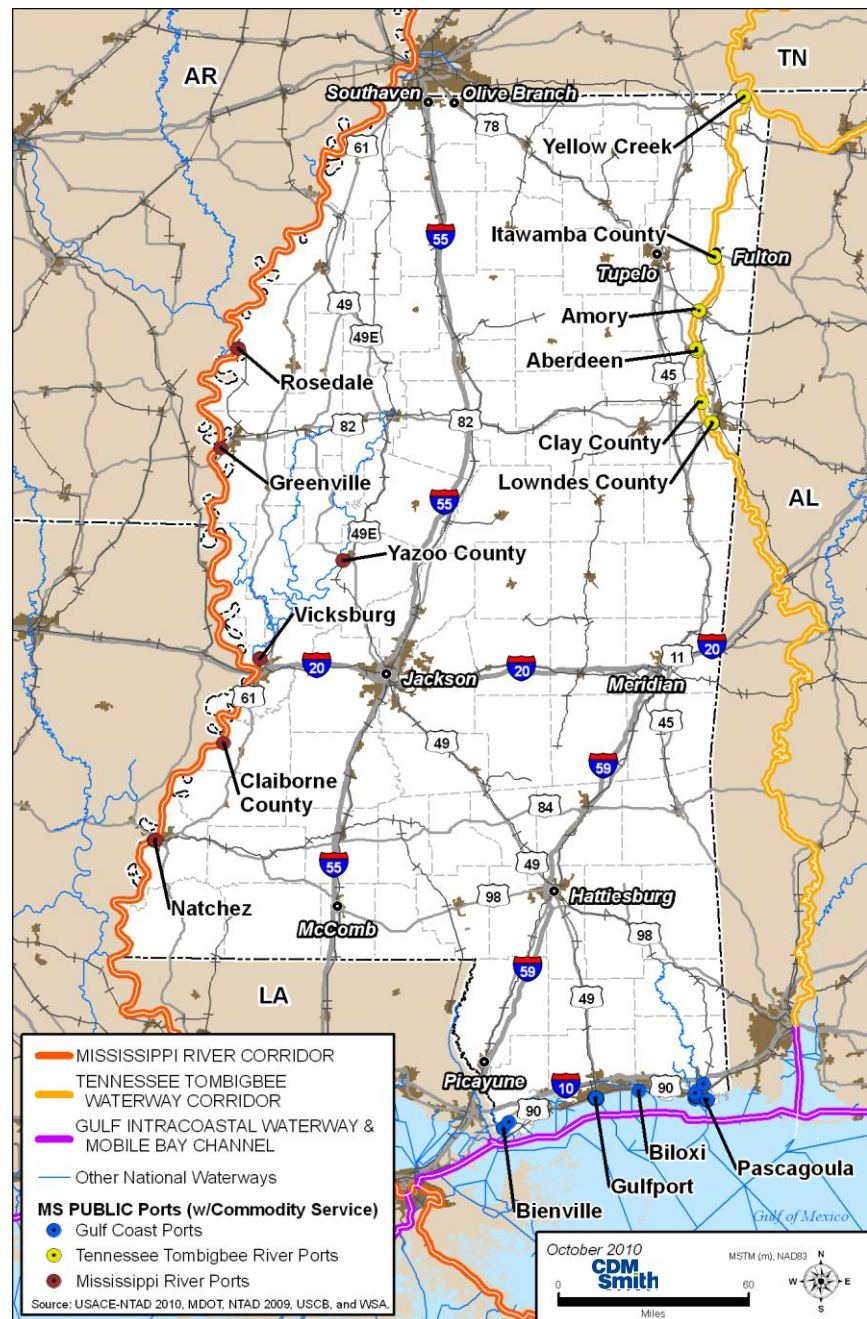 AR
TN
Southaven
Olive Branch
61
78
Yellow Creek
55
Itawamba County
Fulton
Tupelo
49
Amory
49E
Aberdeen
Rosedale
45
82
82
Clay County
Greenville
Lowndes County
AL
55
49E
Yazoo County
Vicksburg
20
11
20
20
Jackson
Meridian
61
45
49
59
Claiborne
County
84
55
49
98
Hattiesburg
Natchez
McComb
98
LA
59
49
Picayune
10
90
90
Biloxi
Pascagoula
Gulfport
Bienville
Gulf of Mexico
MISSISSIPPI RIVER CORRIDOR
TENNESSEE TOMBIGBEE
WATERWAY CORRIDOR
GULF INTRACOASTAL WATERWAY &
MOBILE BAY CHANNEL
Other National Waterways
MS PUBLIC Ports (w/Commodity Service)
Gulf Coast Ports
Tennessee Tombigbee River Ports
Mississippi River Ports
Source: USACE-NTAD 2010, MDOT, NTAD 2009, USCB, and WSA.
October 2010
MSTM (m), NAD83
CDM
Smith
N
W
E
S
0
60
Miles